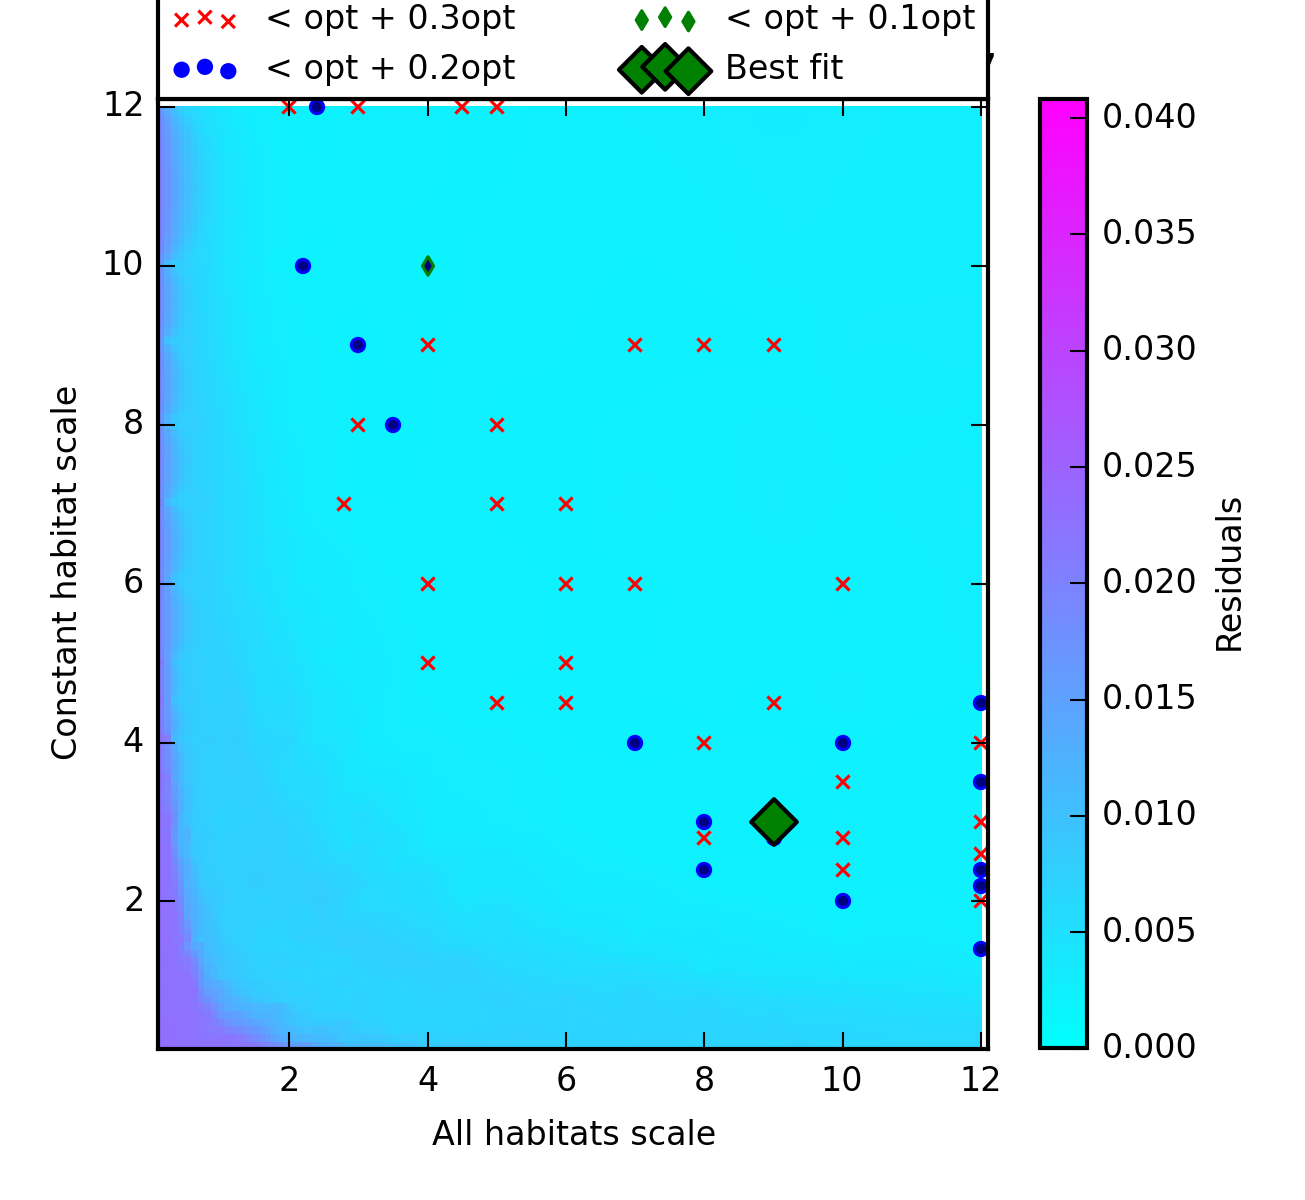 < opt + 0.3opt
< opt + 0.1opt
< opt + 0.2opt
Best fit
12
10
8
6
4
2
Constant habitat scale
2 4 6 8 10 12
All habitats scale
0.040
0.035
0.030
0.025
0.020
0.015
0.010
0.005
0.000
Residuals